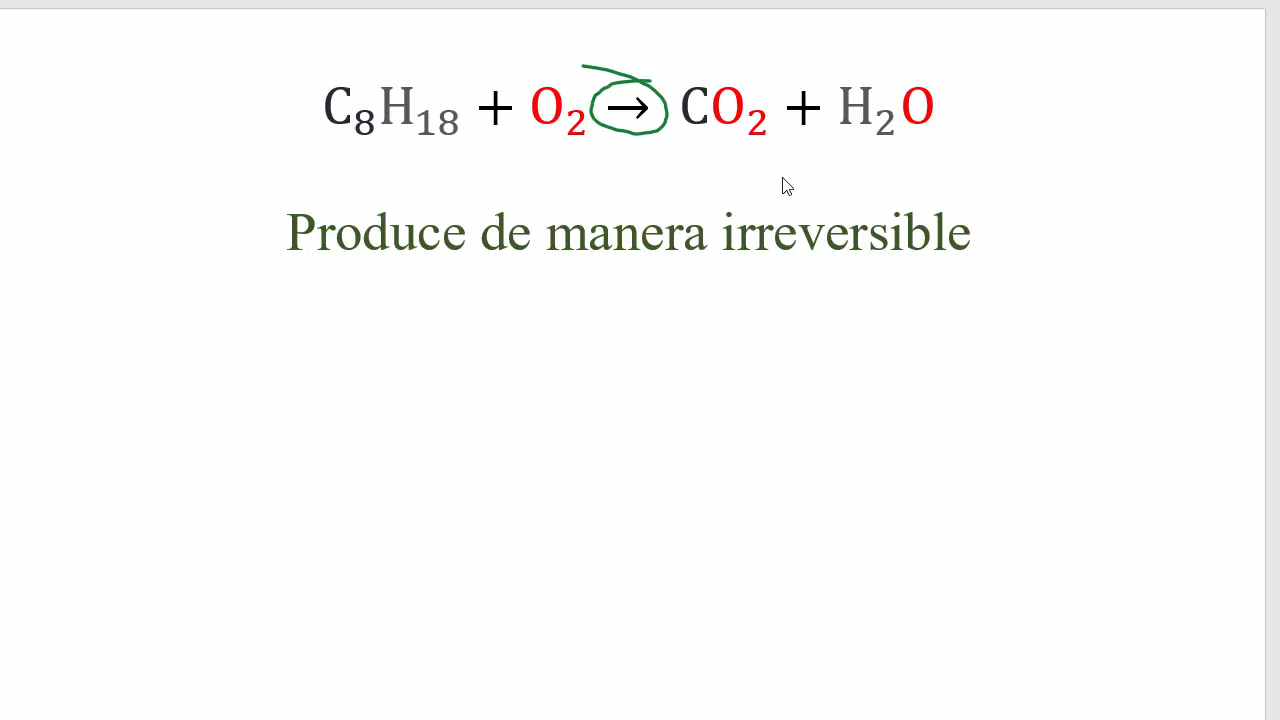 C₈H₁₈ + O₂ → CO₂ + H₂O
Produce de manera irreversible